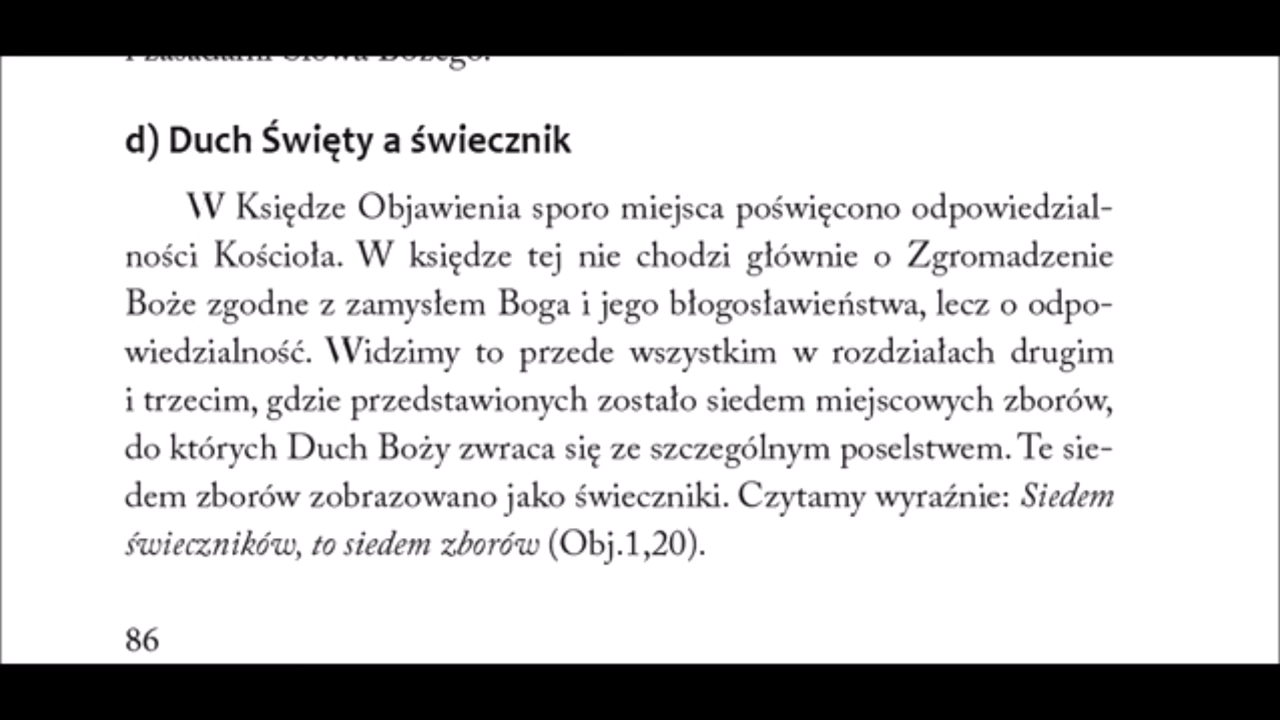 i zasadami Słowa Bożego.
d) Duch Święty a świecznik
W Księdze Objawienia sporo miejsca poświęcono odpowiedzial-
ności Kościoła. W księdze tej nie chodzi głównie o Zgromadzenie
Boże zgodne z zamysłem Boga i jego błogosławieństwa, lecz o odpo-
wiedzialność. Widzimy to przede wszystkim w rozdziałach drugim
i trzecim, gdzie przedstawionych zostało siedem miejscowych zborów,
do których Duch Boży zwraca się ze szczególnym poselstwem. Te sie-
dem zborów zobrazowano jako świeczniki. Czytamy wyraźnie: Siedem
świeczników, to siedem zborów (Obj.1,20).
86